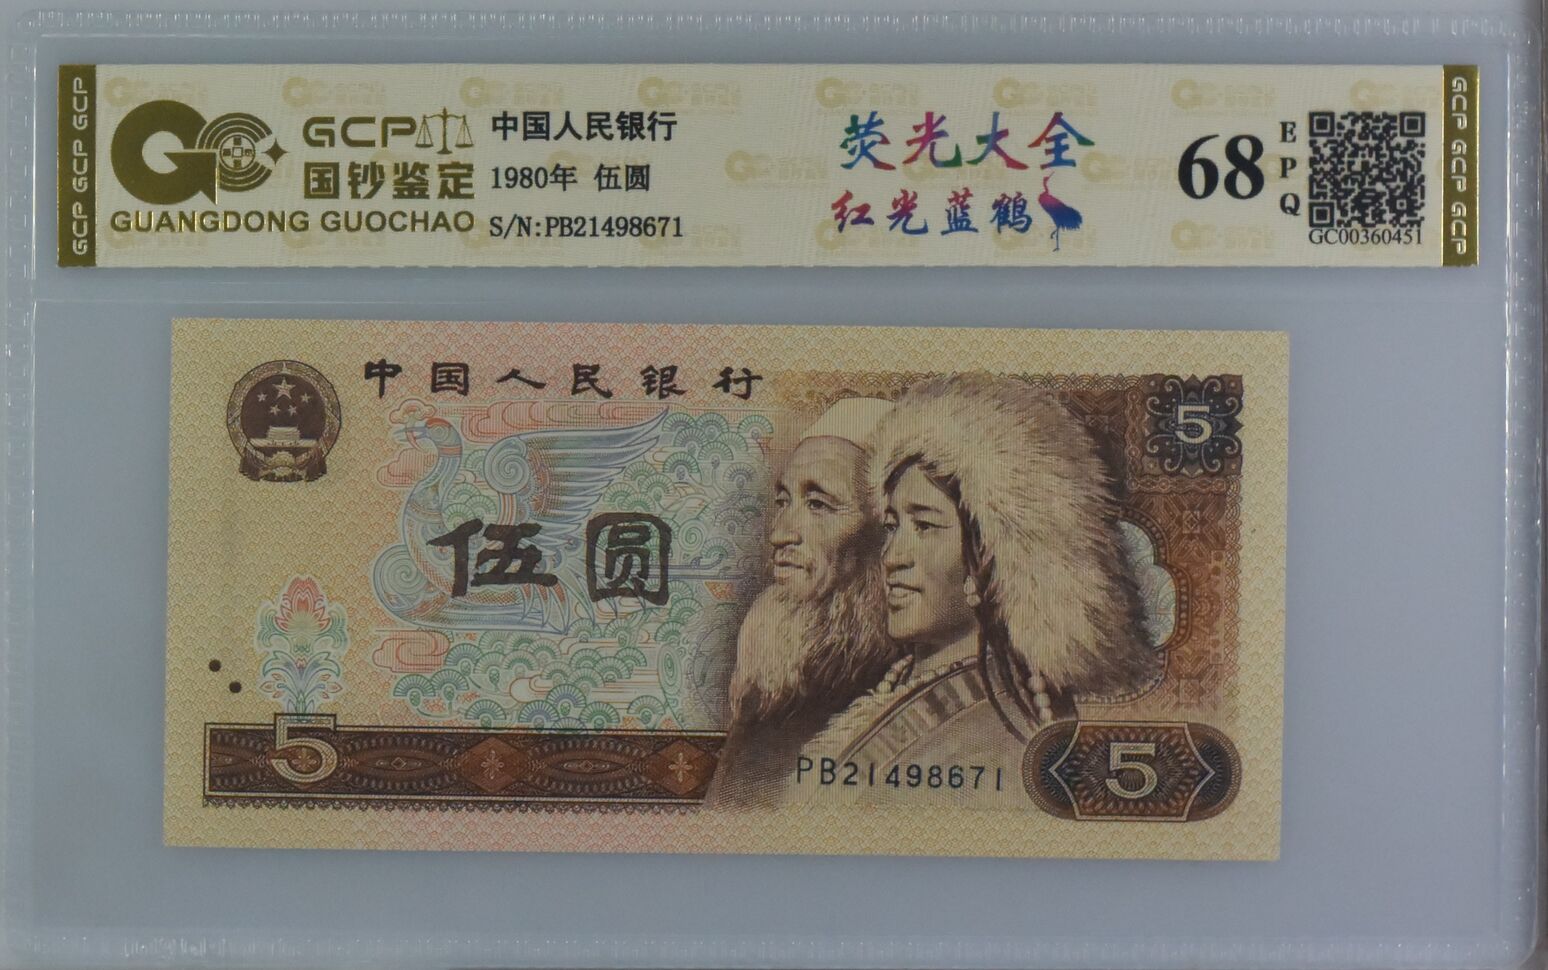 GCP GCP GCP
GCP
国钞鉴定
GUANGDONG GUOCHAO
中国人民银行
1980年 伍圆
S/N:PB21498671
荧光大全
红光蓝鹤
68
EPQ
GC00360451
GCP GCP GCP
中国人民银行
5
伍圆
5
PB21498671
5